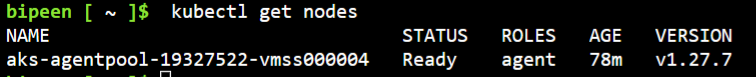 bipeen [ ~ ]$ kubectl get nodes
NAME STATUS ROLES AGE VERSION
aks-agentpool-19327522-vmss000004 Ready agent 78m v1.27.7